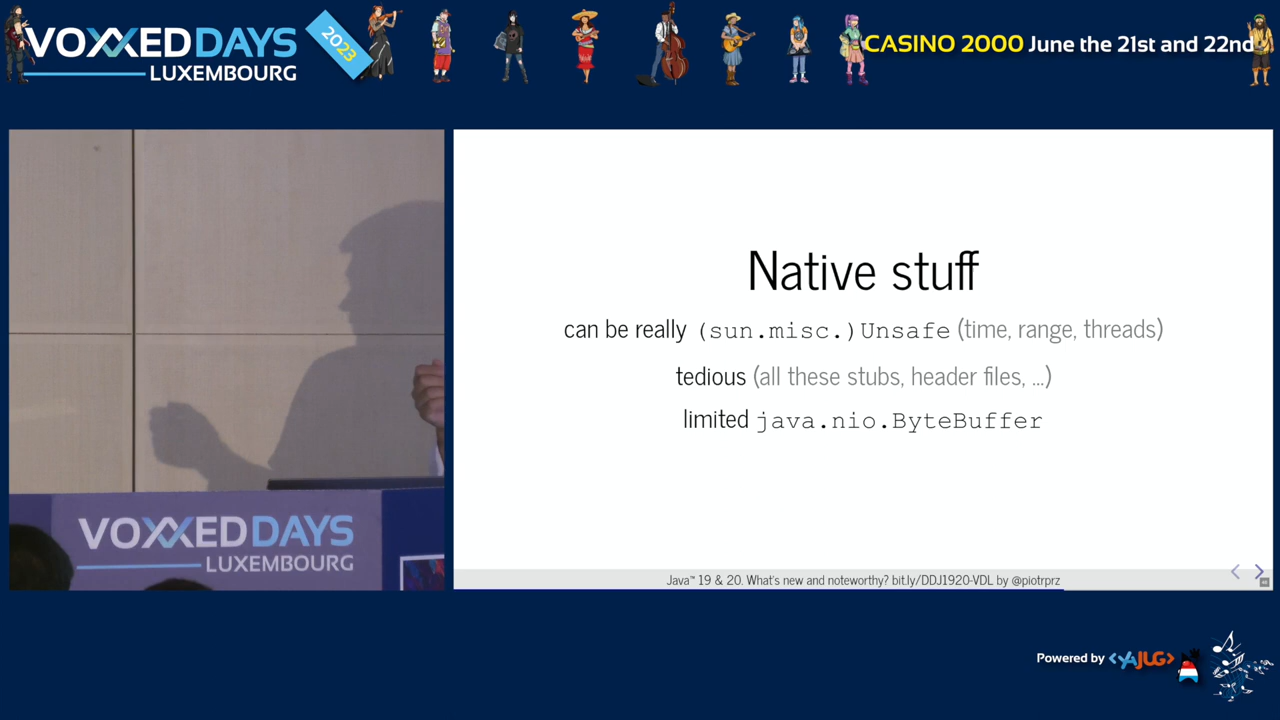 VOXXED DAYS
LUXEMBOURG
2023
CASINO 2000 June the 21st and 22nd
Native stuff
can be really (sun.misc.)Unsafe (time, range, threads)
tedious (all these stubs, header files, ...)
limited java.nio.ByteBuffer
Java™ 19 & 20. What's new and noteworthy? bit.ly/DDJ1920-VDL by @piotrprz
VOXXED DAYS
LUXEMBOURG
Powered by <YAJUG>